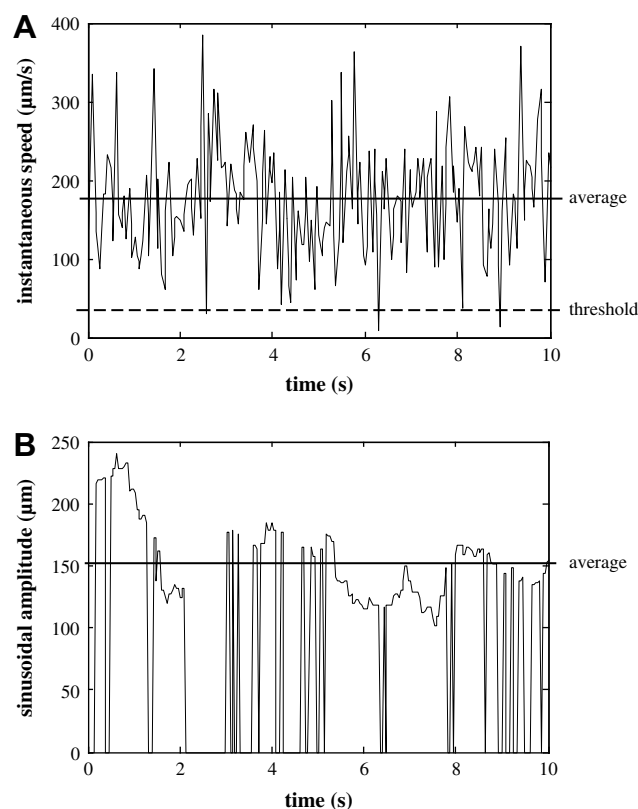 A
instantaneous speed (µm/s)
400
300
200
100
0
average
threshold
0 2 4 6 8 10
time (s)
B
sinusoidal amplitude (µm)
250
200
150
100
50
0
average
0 2 4 6 8 10
time (s)